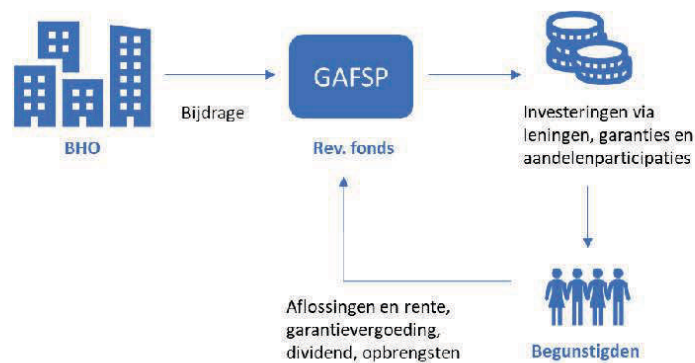 GAFSP
Bijdrage
BHO
Rev. fonds
Investeringen via
leningen, garanties en
aandelenparticipaties
Aflossingen en rente,
garantievergoeding,
dividend, opbrengsten
Begunstigden